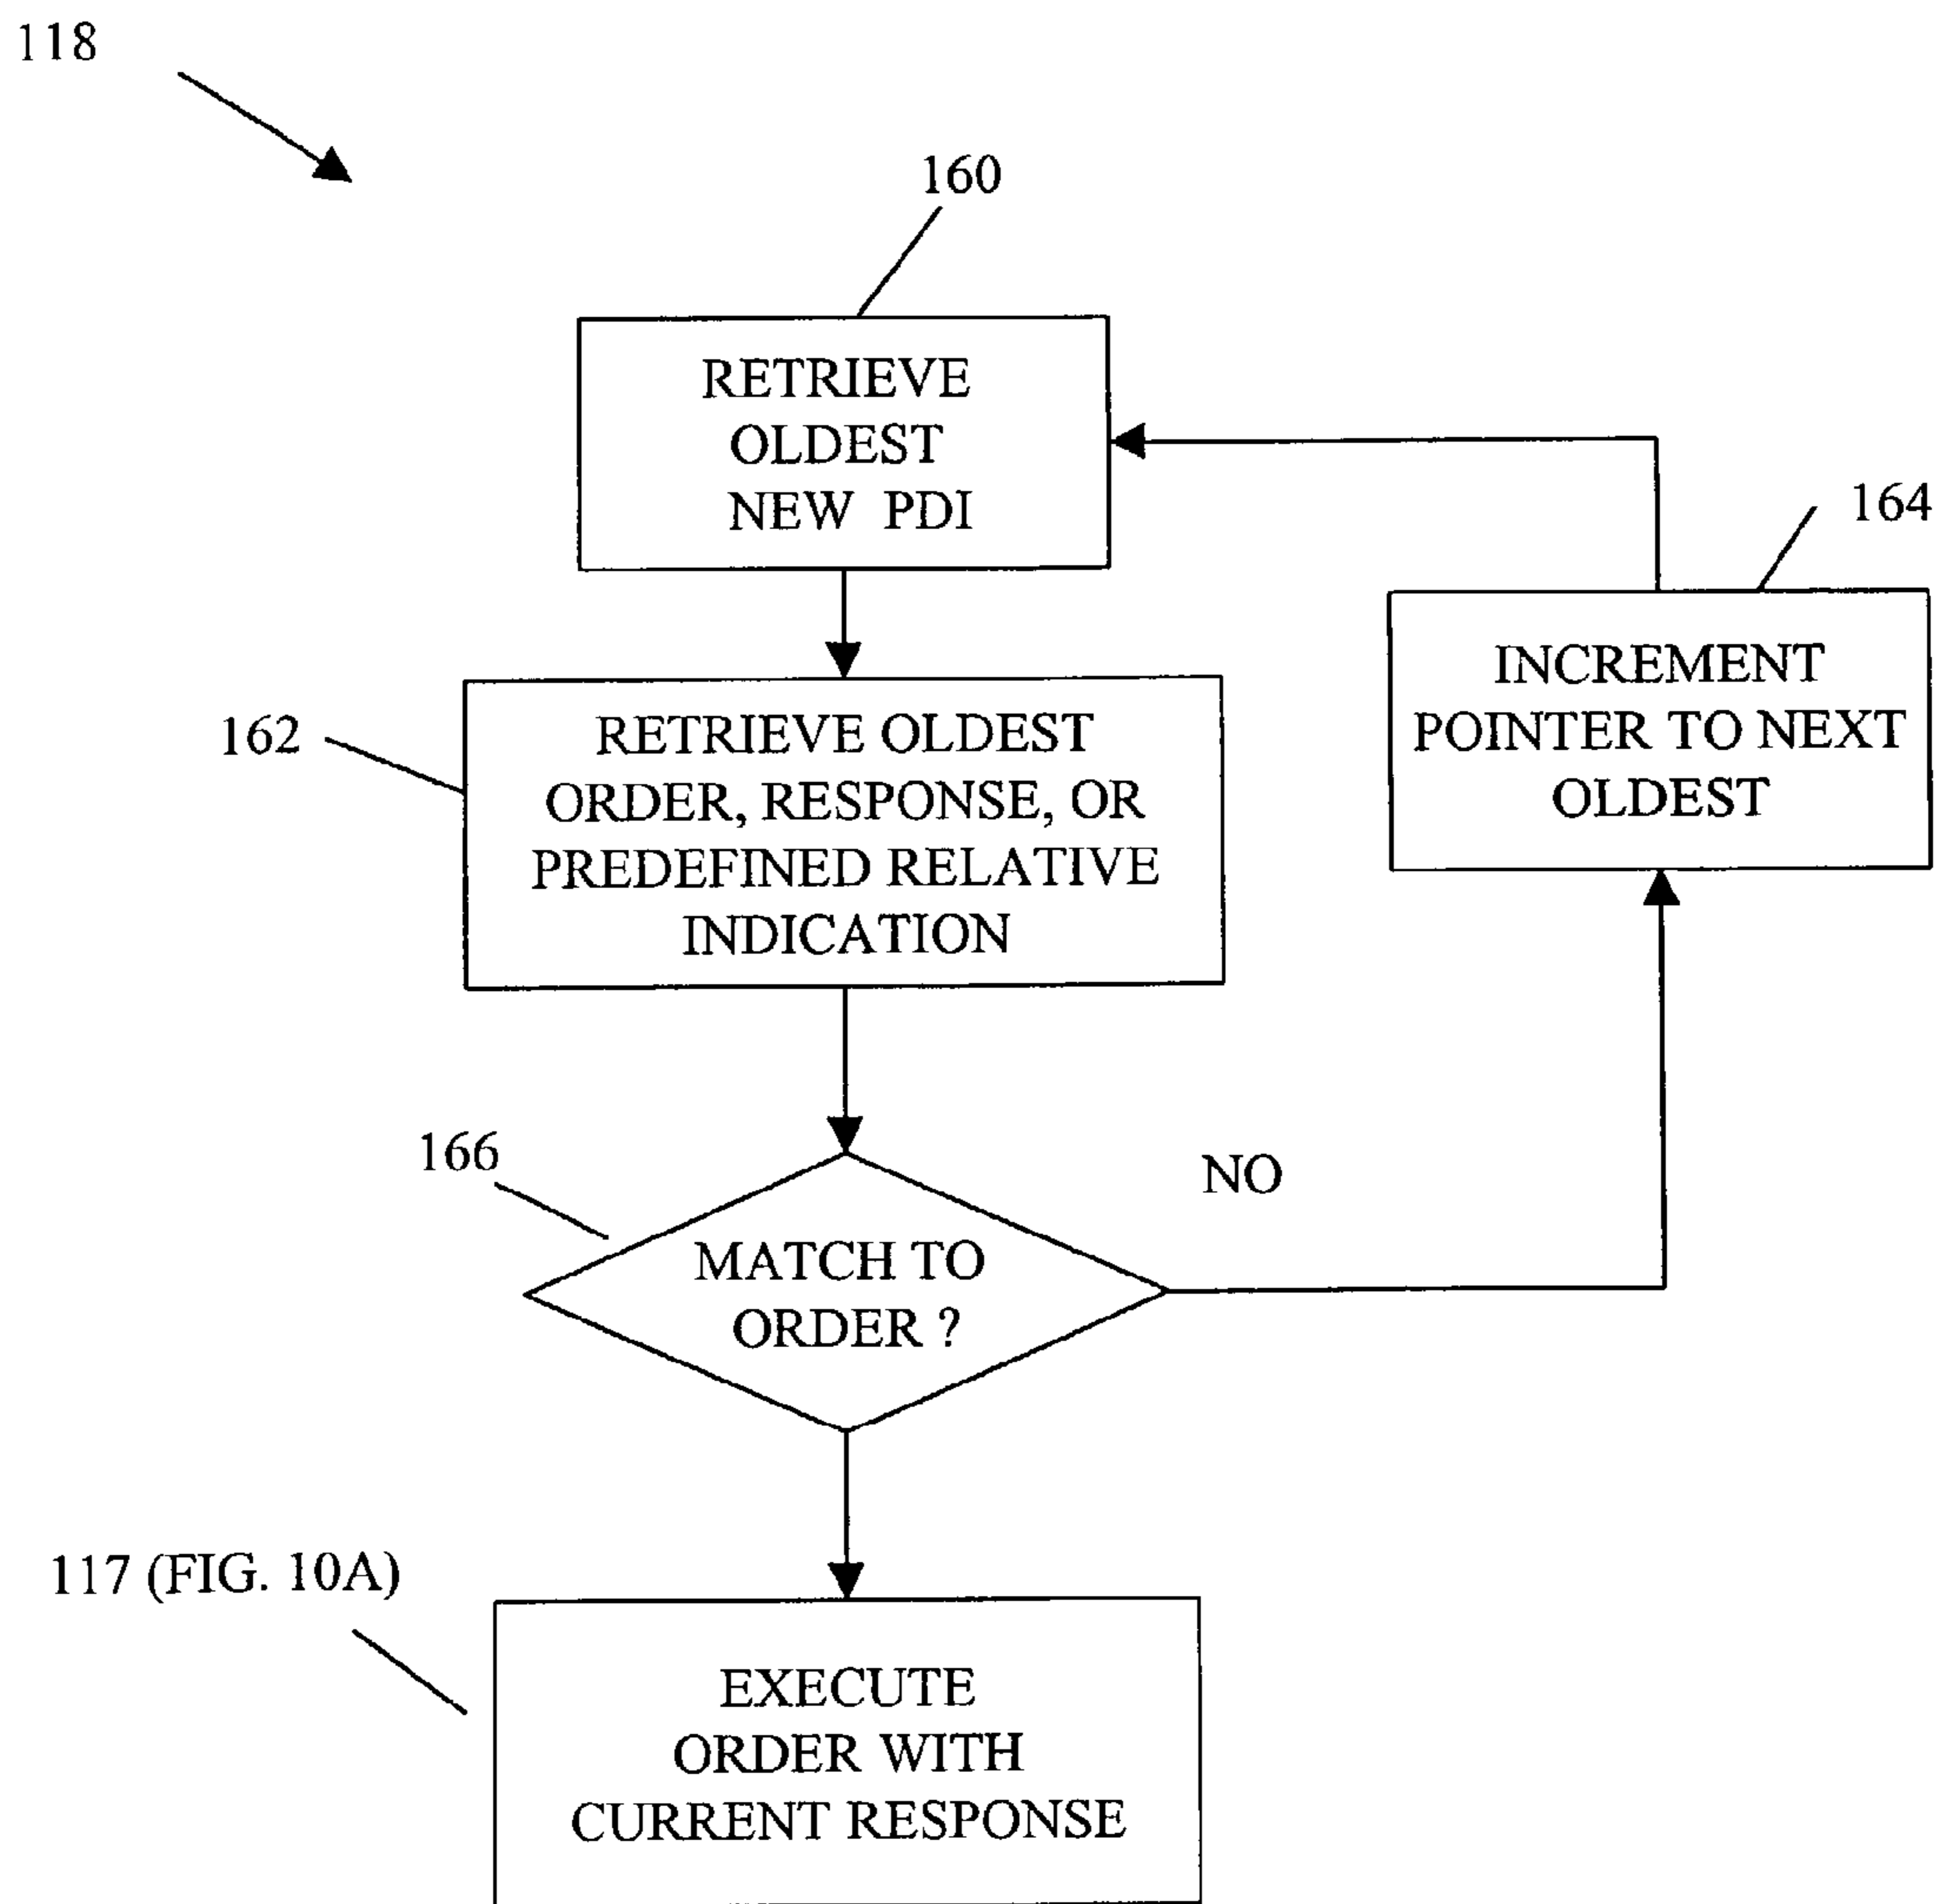 118
160
RETRIEVE
OLDEST
NEW PDI
164
INCREMENT
POINTER TO NEXT
OLDEST
162
RETRIEVE OLDEST
ORDER, RESPONSE, OR
PREDEFINED RELATIVE
INDICATION
166
NO
MATCH TO
ORDER ?
117 (FIG. 10A)
EXECUTE
ORDER WITH
CURRENT RESPONSE